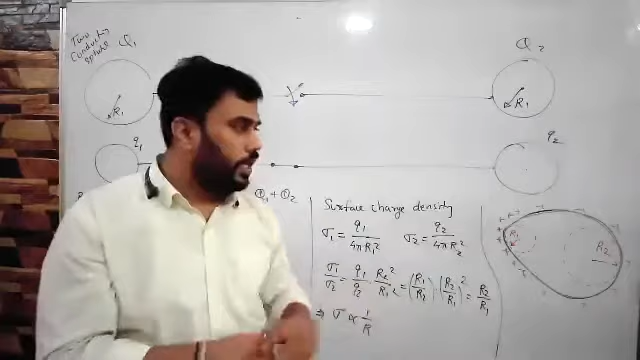 Two
Conducting
sphere
Q₁
Q₂
R₁
R₁
q₁
q₂
Q₁ + Q₂
Surface charge density
σ₁ = q₁ / 4πR₁²   σ₂ = q₂ / 4πR₂²
σ₁/σ₂ = q₁/q₂ · R₂²/R₁² = (R₁/R₂) (R₂/R₁)² = R₂/R₁
⇒ σ ∝ 1/R
R₁
R₂